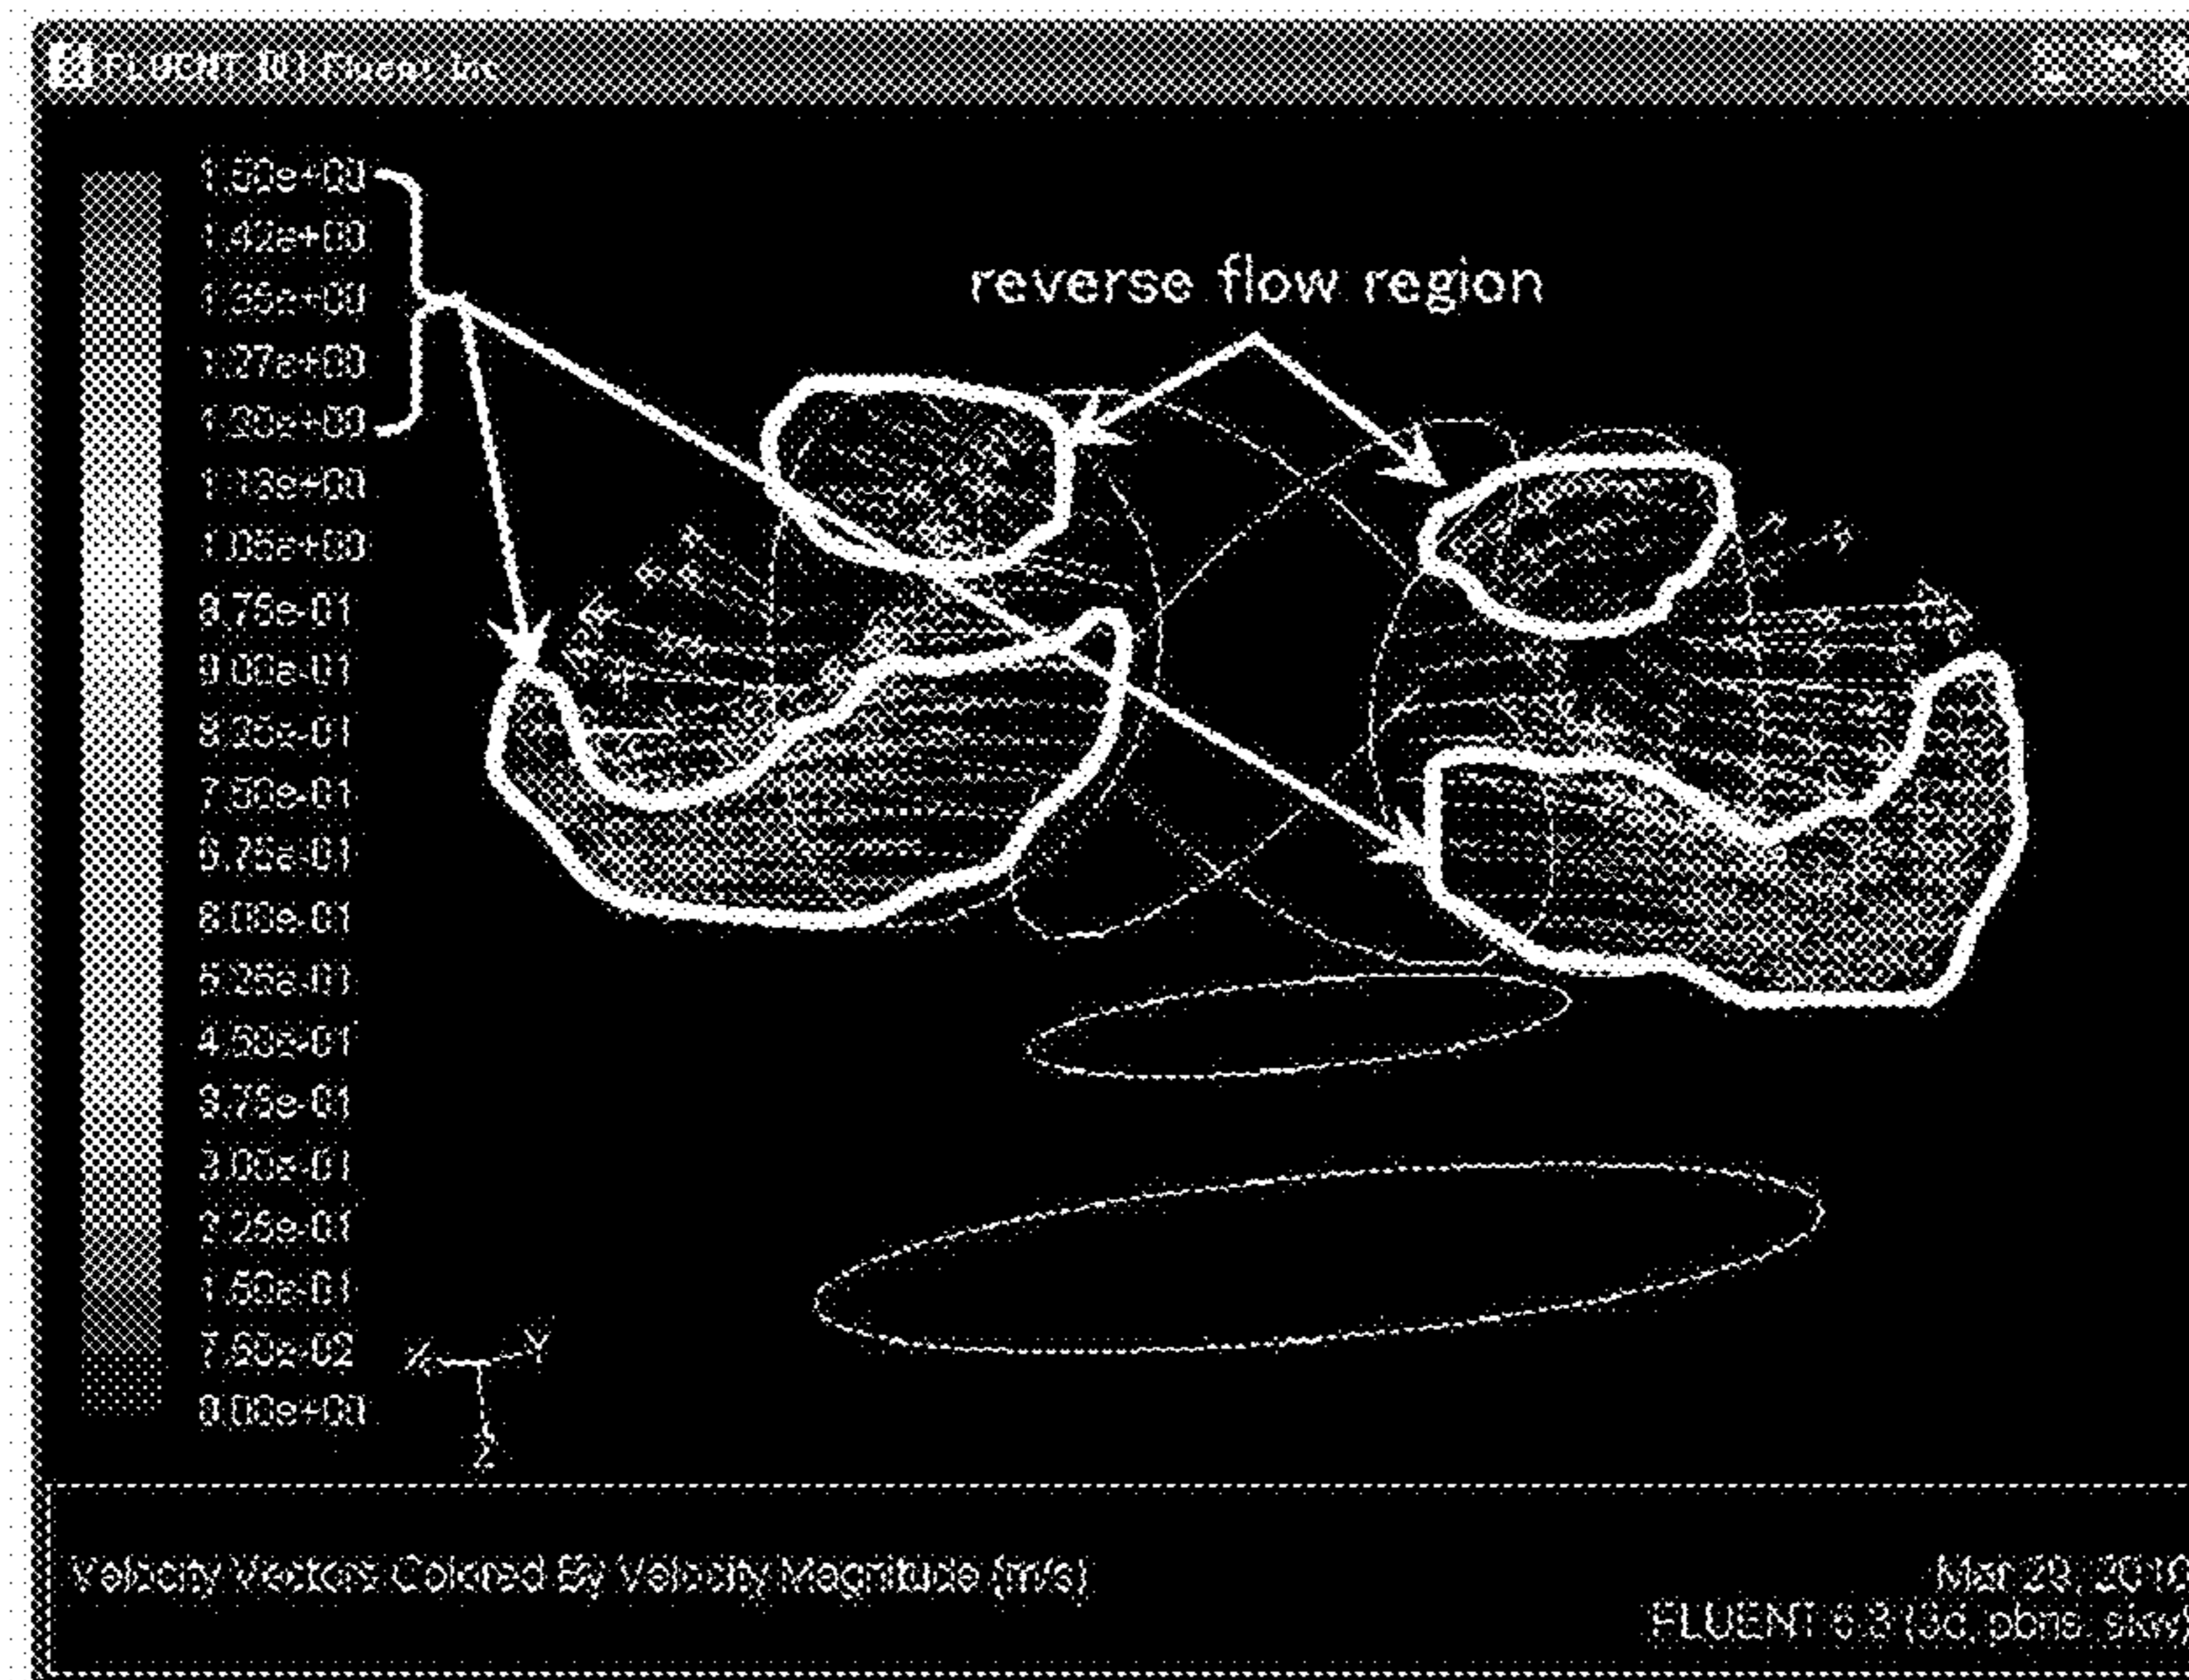 FLUENT [0] Fluent Inc
1.50e+00
1.42e+00
1.35e+00
1.27e+00
1.20e+00
1.13e+00
1.05e+00
9.75e-01
9.00e-01
8.25e-01
7.50e-01
6.75e-01
6.00e-01
5.25e-01
4.50e-01
3.75e-01
3.00e-01
2.25e-01
1.50e-01
7.50e-02
0.00e+00
reverse flow region
X
Y
Z
Velocity Vectors Colored By Velocity Magnitude (m/s)
Mar 29, 2010
FLUENT 6.3 (3d, pbns, skw)